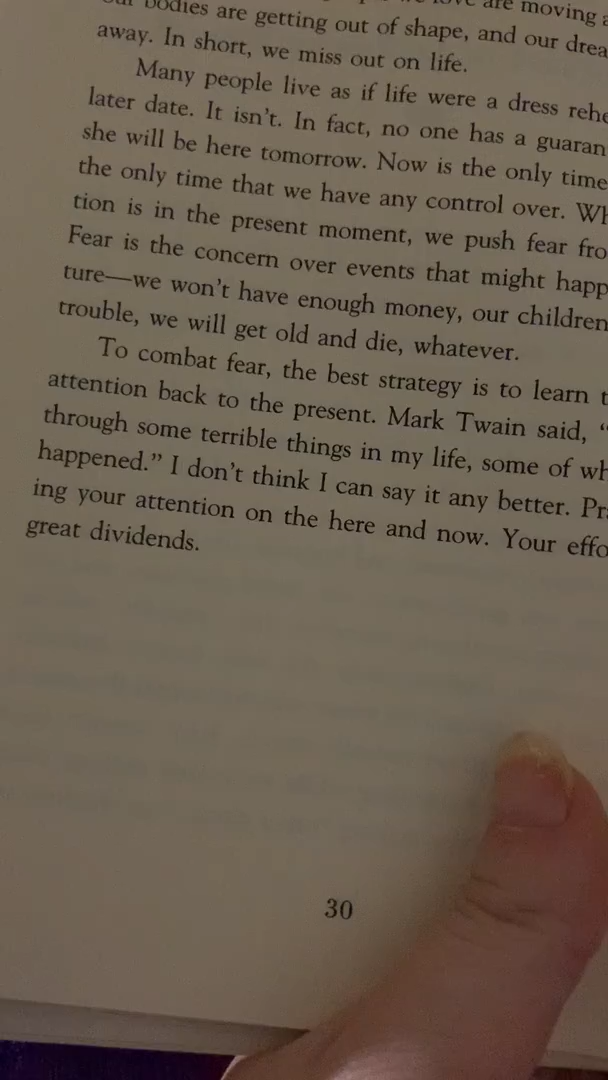 bodies are getting out of shape, and our drea
away. In short, we miss out on life.
Many people live as if life were a dress rehe
later date. It isn't. In fact, no one has a guaran
she will be here tomorrow. Now is the only time
the only time that we have any control over. Wh
tion is in the present moment, we push fear fro
Fear is the concern over events that might happ
ture—we won't have enough money, our children
trouble, we will get old and die, whatever.
To combat fear, the best strategy is to learn t
attention back to the present. Mark Twain said, “
through some terrible things in my life, some of wh
happened.” I don't think I can say it any better. Pr
ing your attention on the here and now. Your effo
great dividends.
30